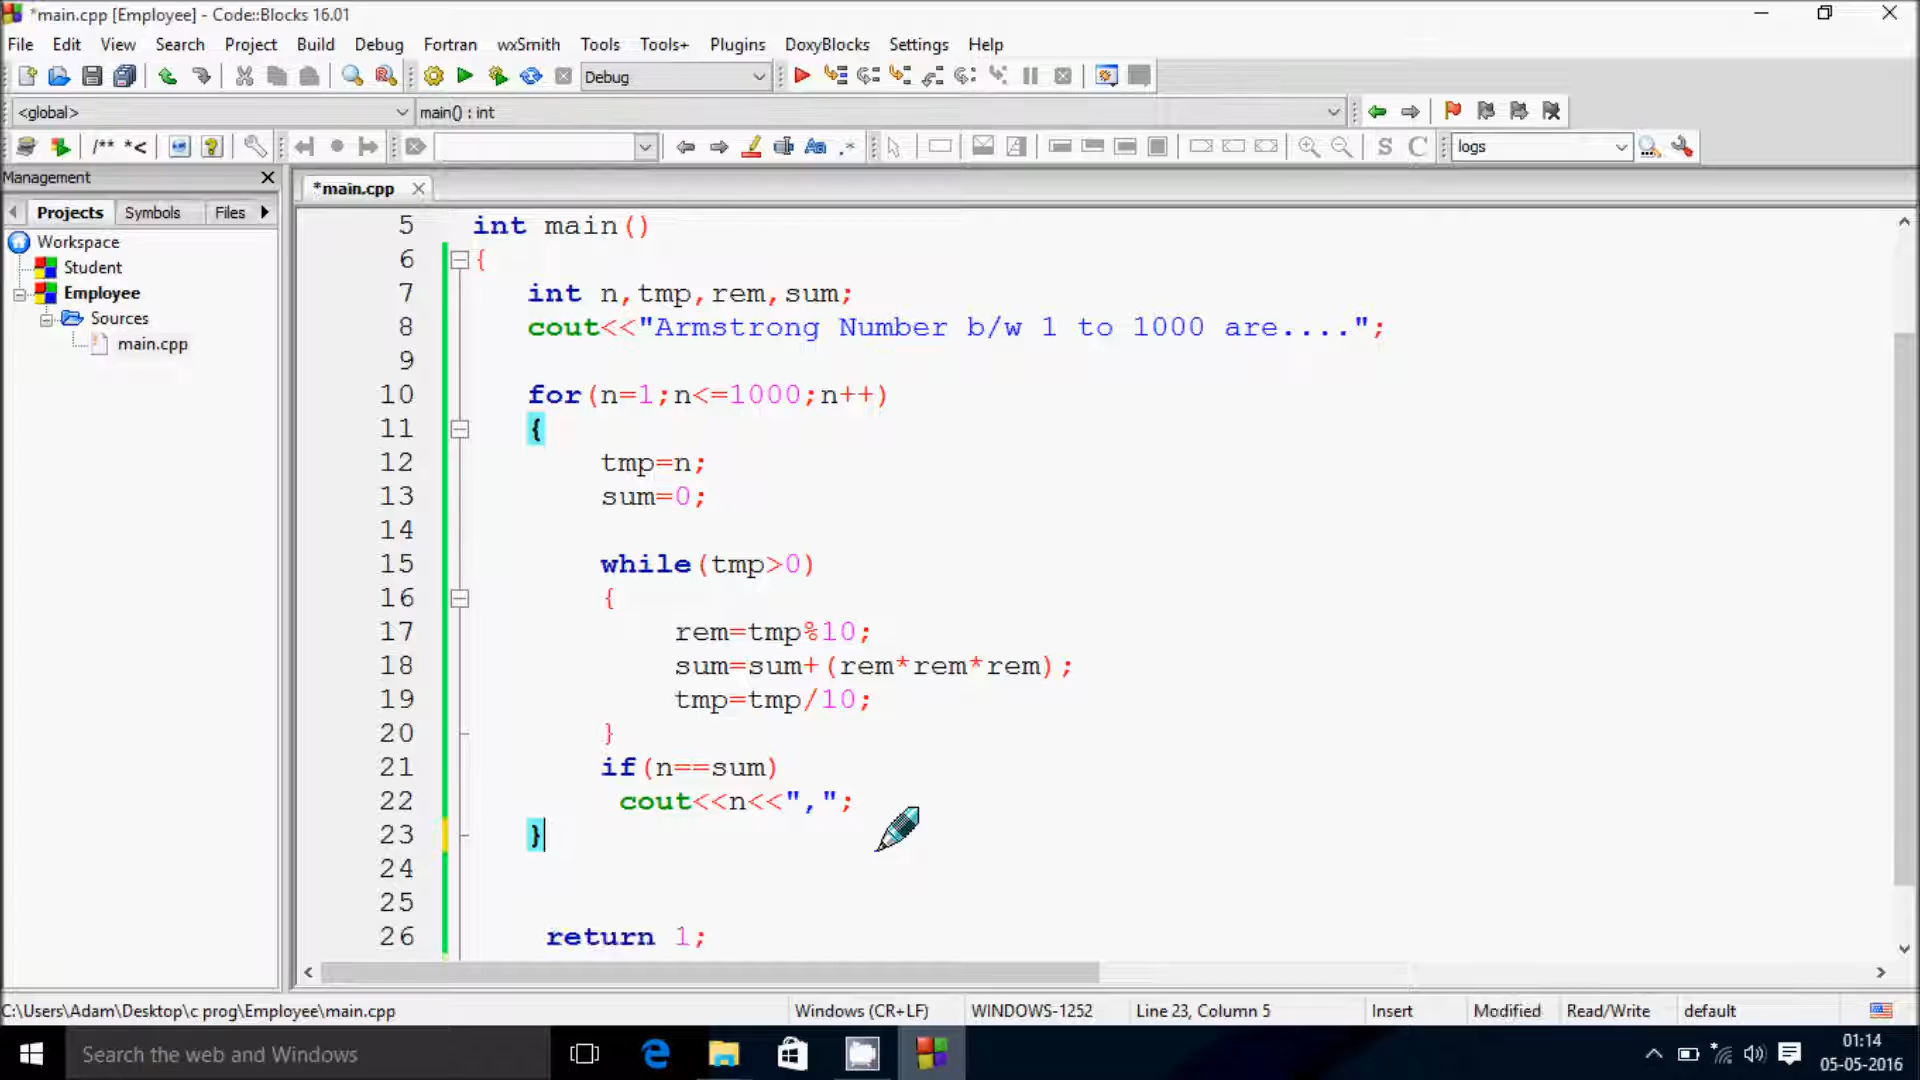 *main.cpp [Employee] - Code::Blocks 16.01
File Edit View Search Project Build Debug Fortran wxSmith Tools Tools+ Plugins DoxyBlocks Settings Help
Debug
<global> main() : int
/** *< Aa .* S C logs
Management
*main.cpp
Projects Symbols Files
Workspace
Student
Employee
Sources
main.cpp
5 int main()
6 {
7 int n,tmp,rem,sum;
8 cout<<"Armstrong Number b/w 1 to 1000 are....";
9
10 for(n=1;n<=1000;n++)
11 {
12 tmp=n;
13 sum=0;
14
15 while(tmp>0)
16 {
17 rem=tmp%10;
18 sum=sum+(rem*rem*rem);
19 tmp=tmp/10;
20 }
21 if(n==sum)
22 cout<<n<<",";
23 }
24
25
26 return 1;
C:\Users\Adam\Desktop\c prog\Employee\main.cpp Windows (CR+LF) WINDOWS-1252 Line 23, Column 5 Insert Modified Read/Write default
Search the web and Windows
01:14
05-05-2016